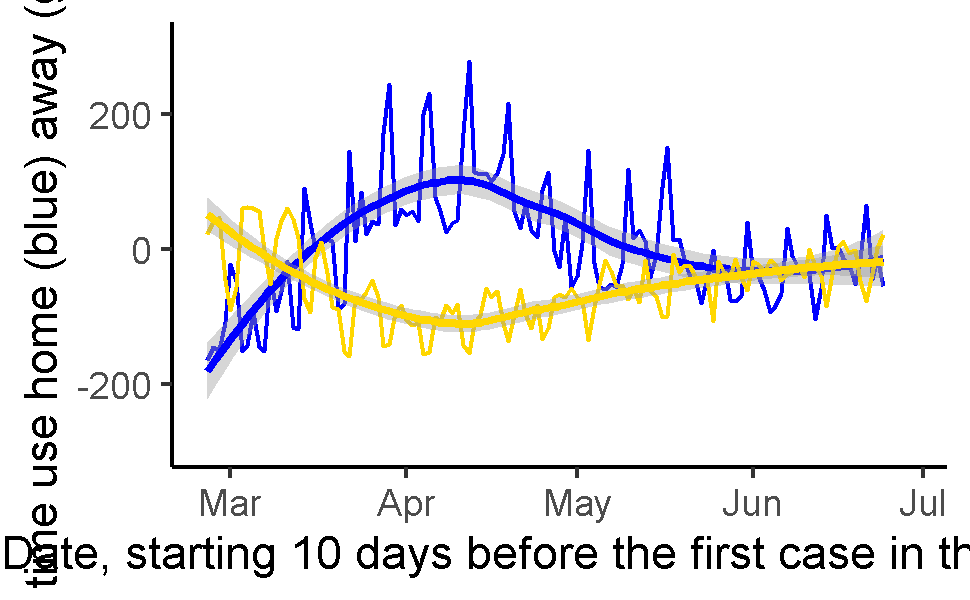 time use home (blue) away (
200
0
-200
Mar Apr May Jun Jul
Date, starting 10 days before the first case in th